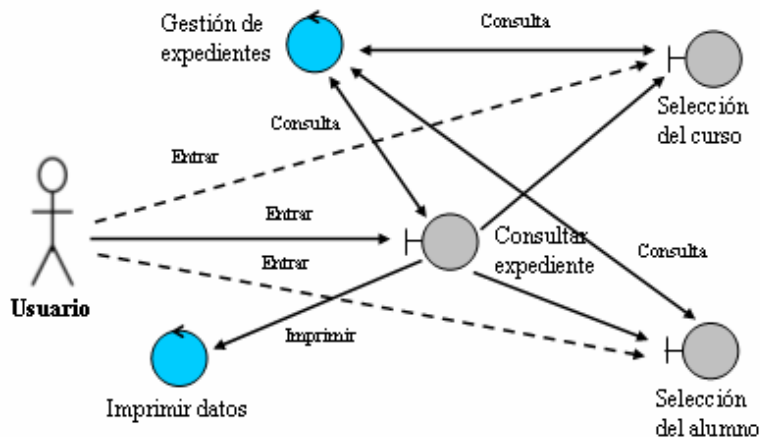 Gestión de
expedientes
Consulta
Selección
del curso
Consulta
Entrar
Entrar
Consultar
expediente
Entrar
Consulta
Usuario
Imprimir
Imprimir datos
Selección
del alumno